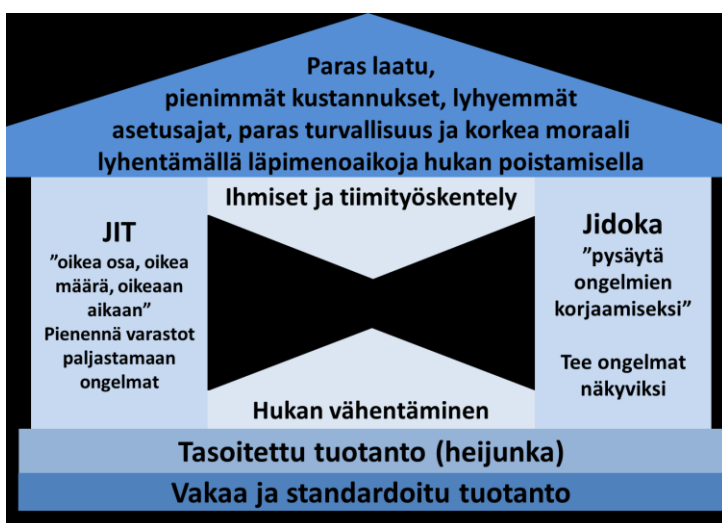 Paras laatu,
pienimmät kustannukset, lyhyemmät
asetusajat, paras turvallisuus ja korkea moraali
lyhentämällä läpimenoaikoja hukan poistamisella
Ihmiset ja tiimityöskentely
JIT
”oikea osa, oikea
määrä, oikeaan
aikaan”
Pienennä varastot
paljastamaan
ongelmat
Jidoka
”pysäytä
ongelmien
korjaamiseksi”
Tee ongelmat
näkyviksi
Hukan vähentäminen
Tasoitettu tuotanto (heijunka)
Vakaa ja standardoitu tuotanto